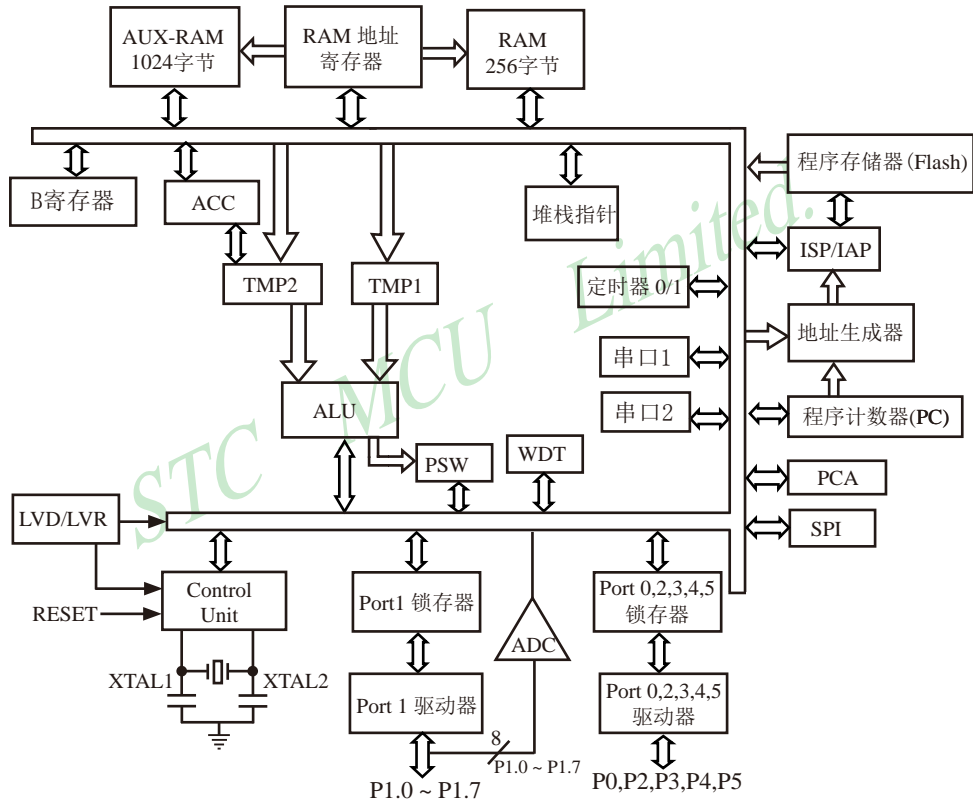 AUX-RAM
1024字节
RAM 地址
寄存器
RAM
256字节
程序存储器(Flash)
B寄存器
ACC
堆栈指针
ISP/IAP
TMP2
TMP1
定时器 0/1
地址生成器
串口1
ALU
串口2
程序计数器(PC)
PSW
WDT
PCA
LVD/LVR
SPI
Control
Unit
RESET
Port1 锁存器
ADC
Port 0,2,3,4,5
锁存器
XTAL1
XTAL2
Port 1 驱动器
Port 0,2,3,4,5
驱动器
8
P1.0 ~ P1.7
P1.0 ~ P1.7
P0,P2,P3,P4,P5
STC MCU Limited.